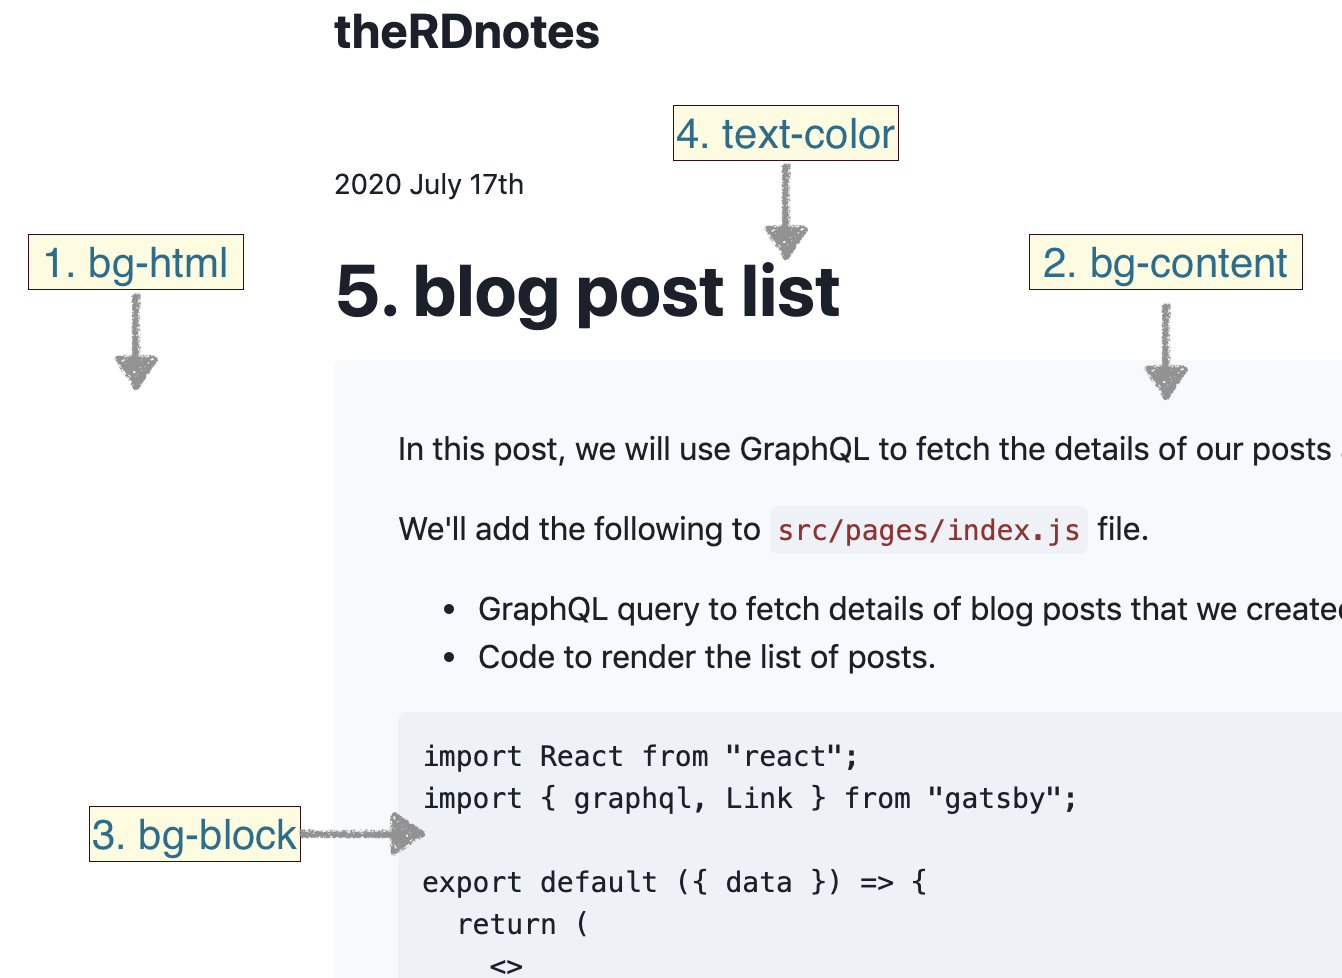 theRDnotes
4. text-color
2020 July 17th
1. bg-html
2. bg-content
5. blog post list
In this post, we will use GraphQL to fetch the details of our posts
We'll add the following to src/pages/index.js file.
• GraphQL query to fetch details of blog posts that we created
• Code to render the list of posts.
import React from "react";
import { graphql, Link } from "gatsby";
3. bg-block
export default ({ data }) => {
return (
<>